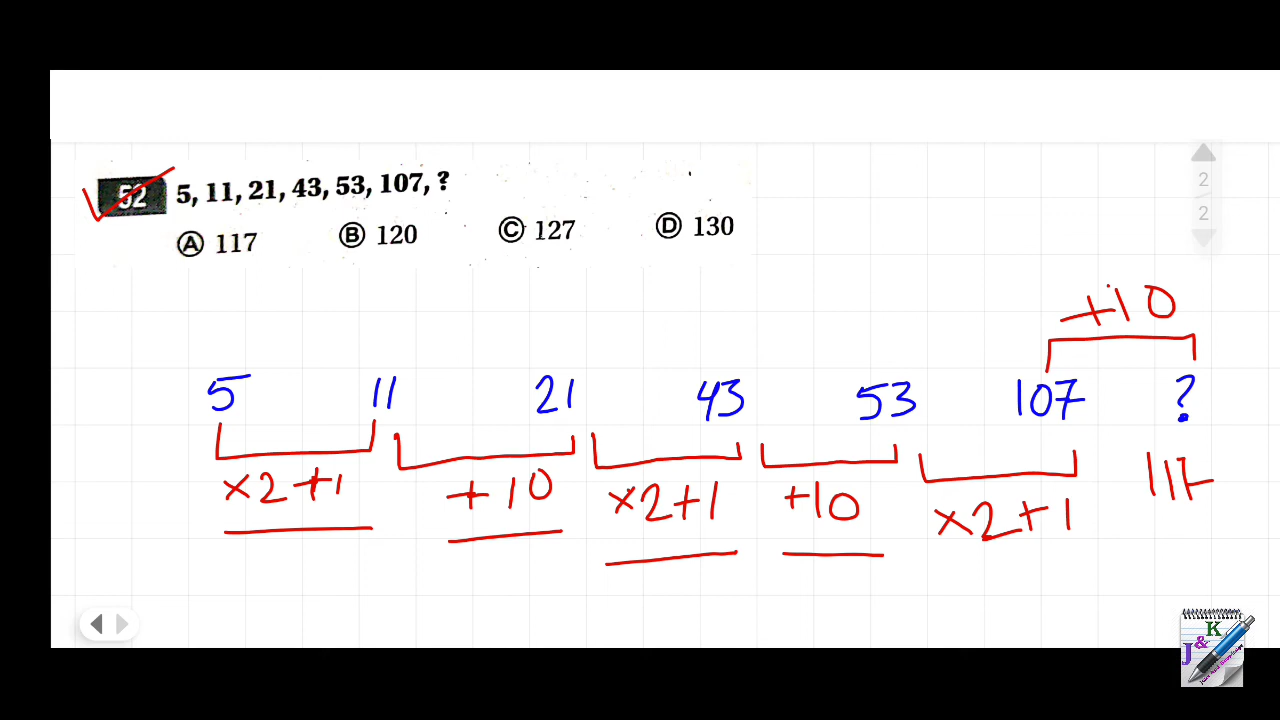 52 5, 11, 21, 43, 53, 107, ?
Ⓐ 117 Ⓑ 120 Ⓒ 127 Ⓓ 130
2
2
+10
5 11 21 43 53 107 ?
×2+1 +10 ×2+1 +10 ×2+1 117
J&K